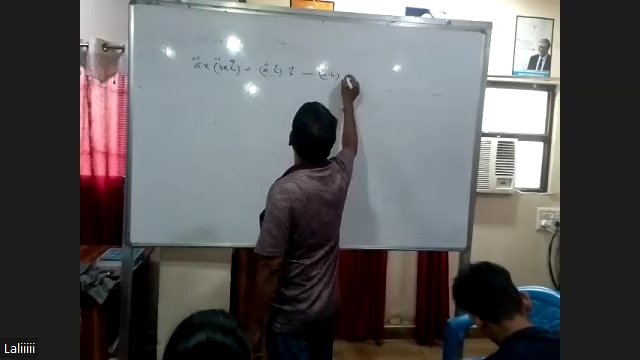 a⃗ × (b⃗ × c⃗) = (a⃗ · c⃗) b⃗ — (a⃗ · b⃗)
Laliiiii